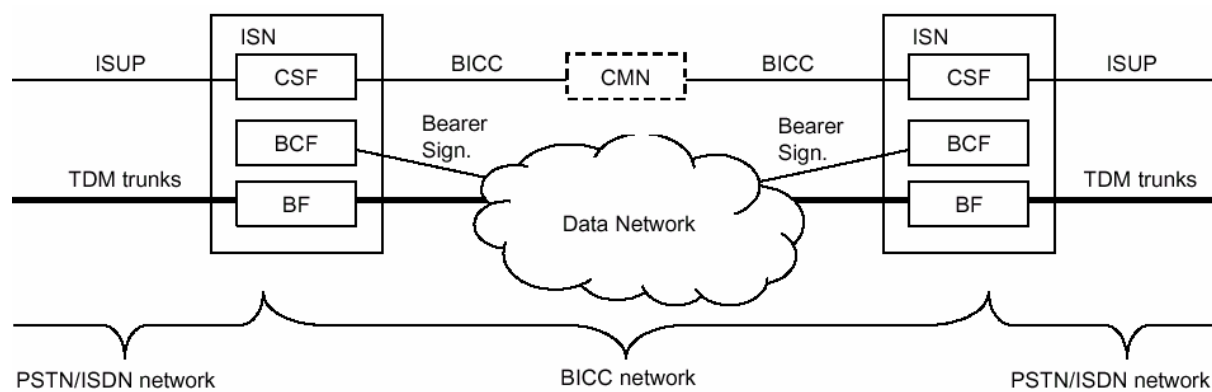 ISN
ISN
ISUP
CSF
BICC
CMN
BICC
CSF
ISUP
BCF
Bearer
Sign.
Bearer
Sign.
BCF
TDM trunks
BF
Data Network
BF
TDM trunks
PSTN/ISDN network
BICC network
PSTN/ISDN network